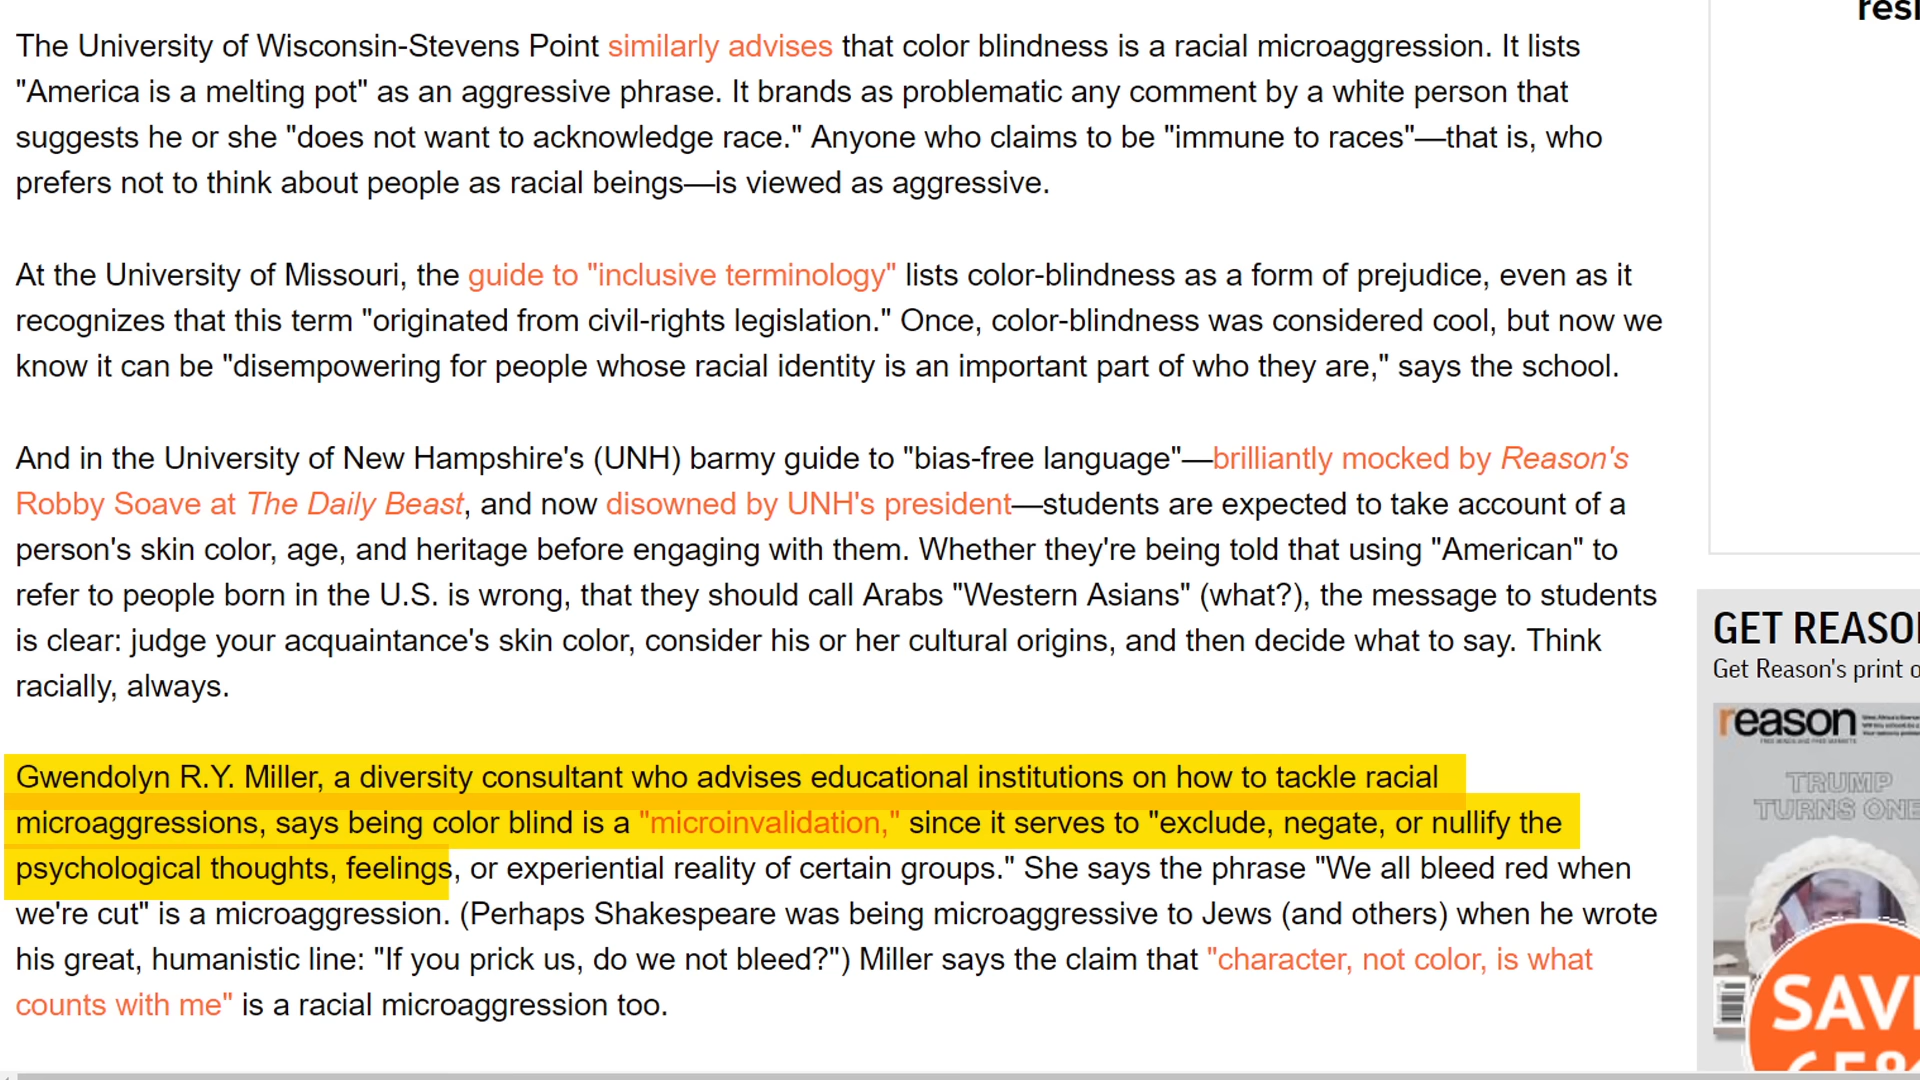 resi
The University of Wisconsin-Stevens Point similarly advises that color blindness is a racial microaggression. It lists
"America is a melting pot" as an aggressive phrase. It brands as problematic any comment by a white person that
suggests he or she "does not want to acknowledge race." Anyone who claims to be "immune to races"—that is, who
prefers not to think about people as racial beings—is viewed as aggressive.
At the University of Missouri, the guide to "inclusive terminology" lists color-blindness as a form of prejudice, even as it
recognizes that this term "originated from civil-rights legislation." Once, color-blindness was considered cool, but now we
know it can be "disempowering for people whose racial identity is an important part of who they are," says the school.
And in the University of New Hampshire's (UNH) barmy guide to "bias-free language"—brilliantly mocked by Reason's
Robby Soave at The Daily Beast, and now disowned by UNH's president—students are expected to take account of a
person's skin color, age, and heritage before engaging with them. Whether they're being told that using "American" to
refer to people born in the U.S. is wrong, that they should call Arabs "Western Asians" (what?), the message to students
is clear: judge your acquaintance's skin color, consider his or her cultural origins, and then decide what to say. Think
racially, always.
Gwendolyn R.Y. Miller, a diversity consultant who advises educational institutions on how to tackle racial
microaggressions, says being color blind is a "microinvalidation," since it serves to "exclude, negate, or nullify the
psychological thoughts, feelings, or experiential reality of certain groups." She says the phrase "We all bleed red when
we're cut" is a microaggression. (Perhaps Shakespeare was being microaggressive to Jews (and others) when he wrote
his great, humanistic line: "If you prick us, do we not bleed?") Miller says the claim that "character, not color, is what
counts with me" is a racial microaggression too.
GET REASO
Get Reason's print o
reason
FREE MINDS AND FREE MARKETS
TRUMP
TURNS ONE
SAV